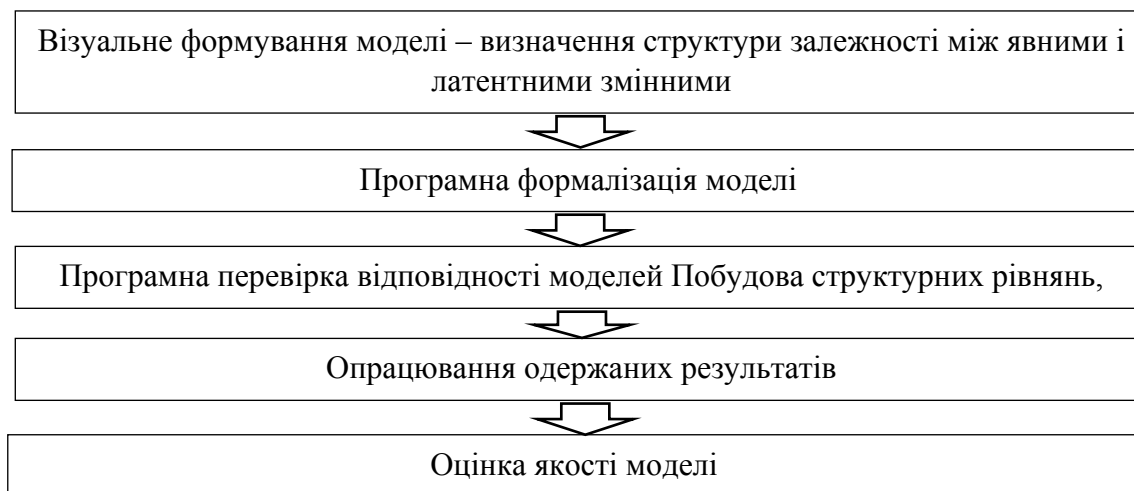 Візуальне формування моделі – визначення структури залежності між явними і
латентними змінними
Програмна формалізація моделі
Програмна перевірка відповідності моделей Побудова структурних рівнянь,
Опрацювання одержаних результатів
Оцінка якості моделі